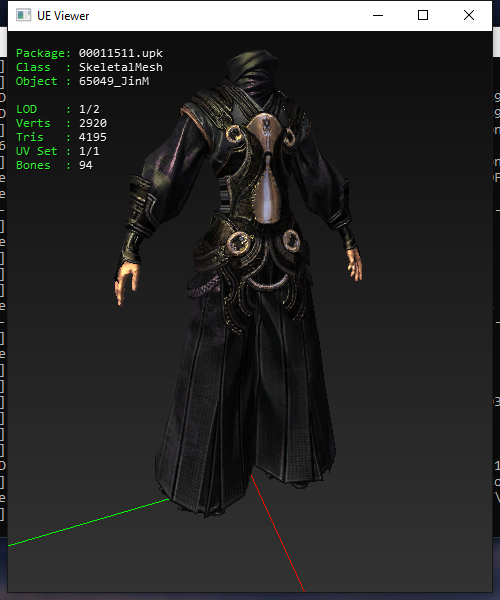 UE Viewer
Package: 00011511.upk
Class  : SkeletalMesh
Object : 65049_JinM
LOD    : 1/2
Verts  : 2920
Tris   : 4195
UV Set : 1/1
Bones  : 94